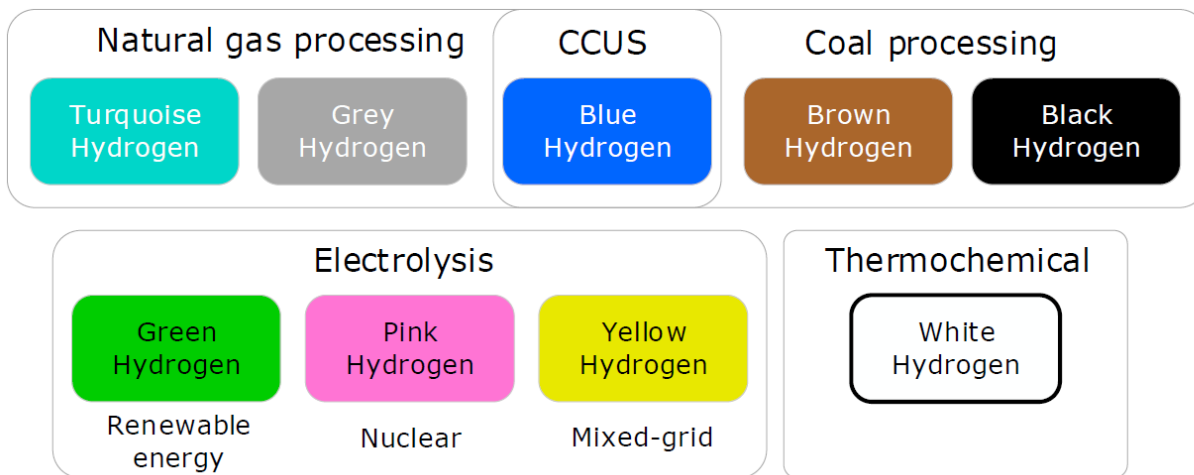 Natural gas processing
CCUS
Coal processing
Turquoise
Hydrogen
Grey
Hydrogen
Blue
Hydrogen
Brown
Hydrogen
Black
Hydrogen
Electrolysis
Thermochemical
Green
Hydrogen
Pink
Hydrogen
Yellow
Hydrogen
White
Hydrogen
Renewable
energy
Nuclear
Mixed-grid